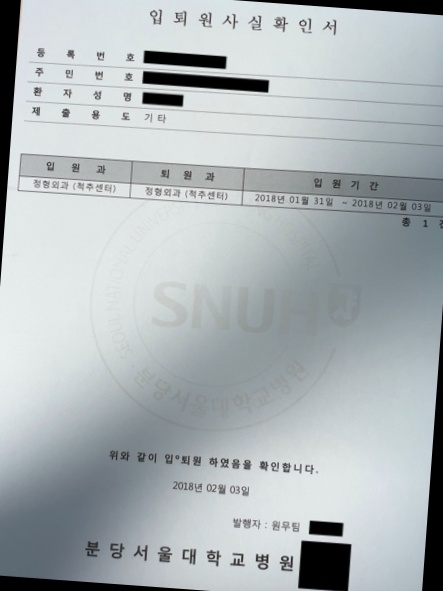 입퇴원사실확인서
등 록 번 호
주 민 번 호
환 자 성 명
제 출 용 도 기타
입 원 과 퇴 원 과 입 원 기 간
정형외과 (척추센터) 정형외과 (척추센터) 2018년 01월 31일 ~ 2018년 02월 03일
총 1
SNUH
분당서울대학교병원
위와 같이 입°퇴원 하였음을 확인합니다.
2018년 02월 03일
발행자 : 원무팀
분 당 서 울 대 학 교 병 원